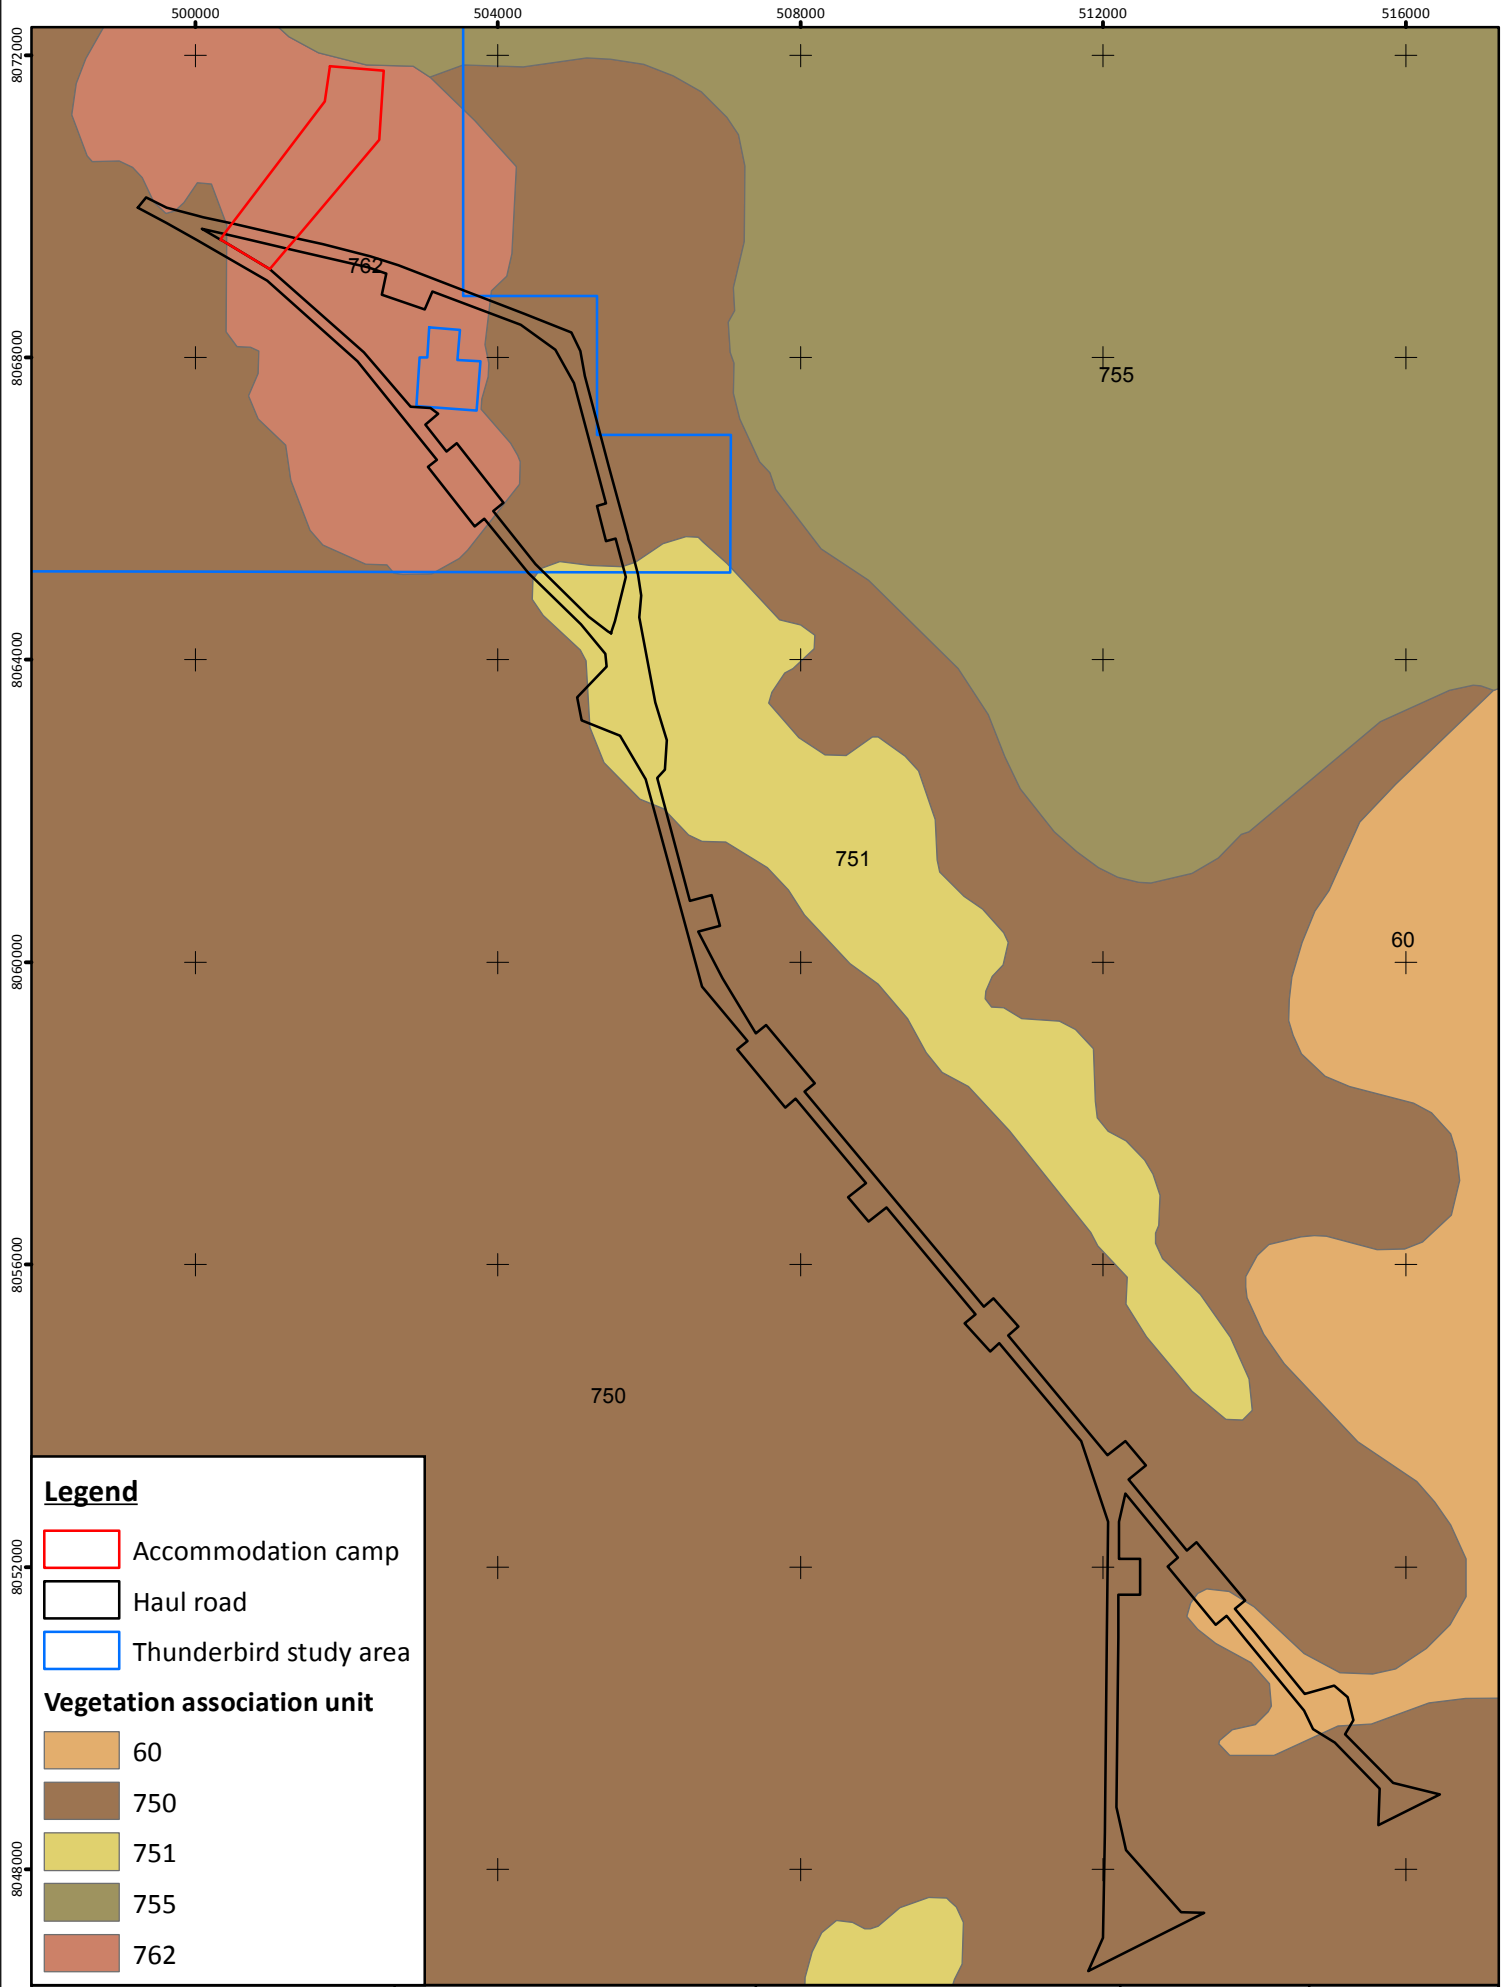 500000 504000 508000 512000 516000
8072000
762
8068000
755
8064000
751
60
8060000
8056000
750
Legend
Accommodation camp
8052000
Haul road
Thunderbird study area
Vegetation association unit
60
750
751
8048000
755
762